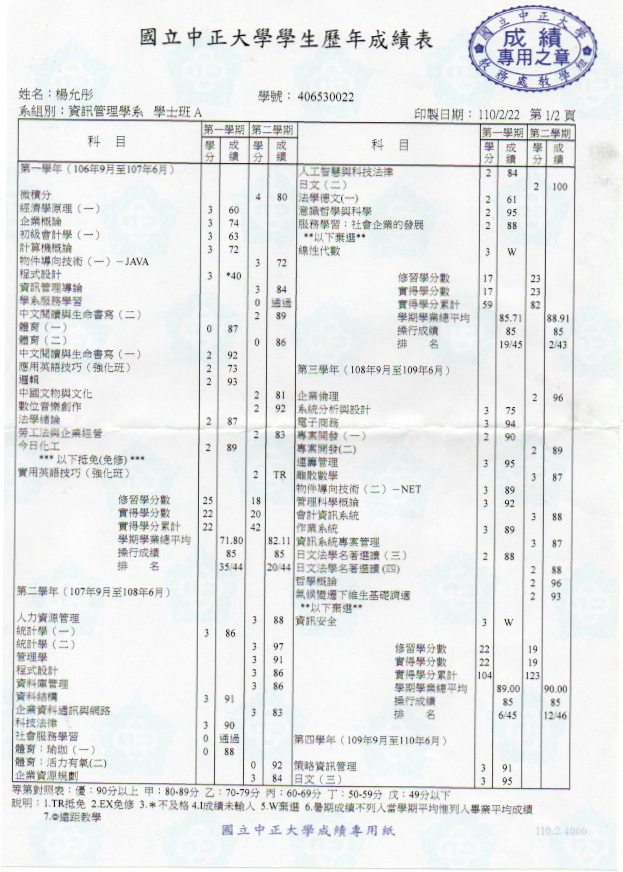 國立中正大學學生歷年成績表
國立中正大學
成績
專用之章
教務處教學組
姓名：楊允彤
學號：406530022
系組別：資訊管理學系 學士班A
印製日期：110/2/22 第1/2頁
科 目 第一學期 第二學期
學分 成績 學分 成績
第一學年（106年9月至107年6月）
微積分 4 80
經濟學原理（一） 3 60
企業概論 3 74
初級會計學（一） 3 63
計算機概論 3 72
物件導向技術（一）－JAVA 3 72
程式設計 3 *40
資訊管理導論 3 84
學系服務學習 0 通過
中文閱讀與生命書寫（二） 2 89
體育（一） 0 87
體育（二） 0 86
中文閱讀與生命書寫（一） 2 92
應用英語技巧（強化班） 2 73
邏輯 2 93
中國文物與文化 2 81
數位音樂創作 2 92
法學緒論 2 87
勞工法與企業經營 2 83
今日化工 2 89
*** 以下抵免(免修) ***
實用英語技巧（強化班） 2 TR
修習學分數 25 18
實得學分數 22 20
實得學分累計 22 42
學期學業總平均 71.80 82.11
操行成績 85 85
排 名 35/44 20/44
第二學年（107年9月至108年6月）
人力資源管理 3 88
統計學（一） 3 86
統計學（二） 3 97
管理學 3 91
程式設計 3 86
資料庫管理 3 86
資料結構 3 91
企業資料通訊與網路 3 83
科技法律 3 90
社會服務學習 0 通過
體育：瑜珈（一） 0 88
體育：活力有氧(二) 0 92
企業資源規劃 3 84
科 目 第一學期 第二學期
學分 成績 學分 成績
人工智慧與科技法律 2 84
日文（二） 2 100
法學德文(一) 2 61
意識哲學與科學 2 95
服務學習：社會企業的發展 2 88
**以下棄選**
線性代數 3 W
修習學分數 17 23
實得學分數 17 23
實得學分累計 59 82
學期學業總平均 85.71 88.91
操行成績 85 85
排 名 19/45 2/43
第三學年（108年9月至109年6月）
企業倫理 2 96
系統分析與設計 3 75
電子商務 3 94
專案開發（一） 2 90
專案開發(二) 2 89
運籌管理 3 95
離散數學 3 87
物件導向技術（二）－NET 3 89
管理科學概論 3 92
會計資訊系統 3 88
作業系統 3 89
資訊系統專案管理 3 87
日文法學名著選讀（三） 2 88
日文法學名著選讀(四) 2 88
哲學概論 2 96
氣候變遷下維生基礎調適 2 93
**以下棄選**
資訊安全 3 W
修習學分數 22 19
實得學分數 22 19
實得學分累計 104 123
學期學業總平均 89.00 90.00
操行成績 85 85
排 名 6/45 12/46
第四學年（109年9月至110年6月）
策略資訊管理 3 91
日文（三） 3 95
等第對照表：優：90分以上 甲：80-89分 乙：70-79分 丙：60-69分 丁：50-59分 戊：49分以下
說明：1.TR抵免 2.EX免修 3.＊不及格 4.I成績未輸入 5.W棄選 6.暑期成績不列入當學期平均惟列入畢業平均成績
7.⊙遠距教學
國立中正大學成績專用紙
110.2.4000